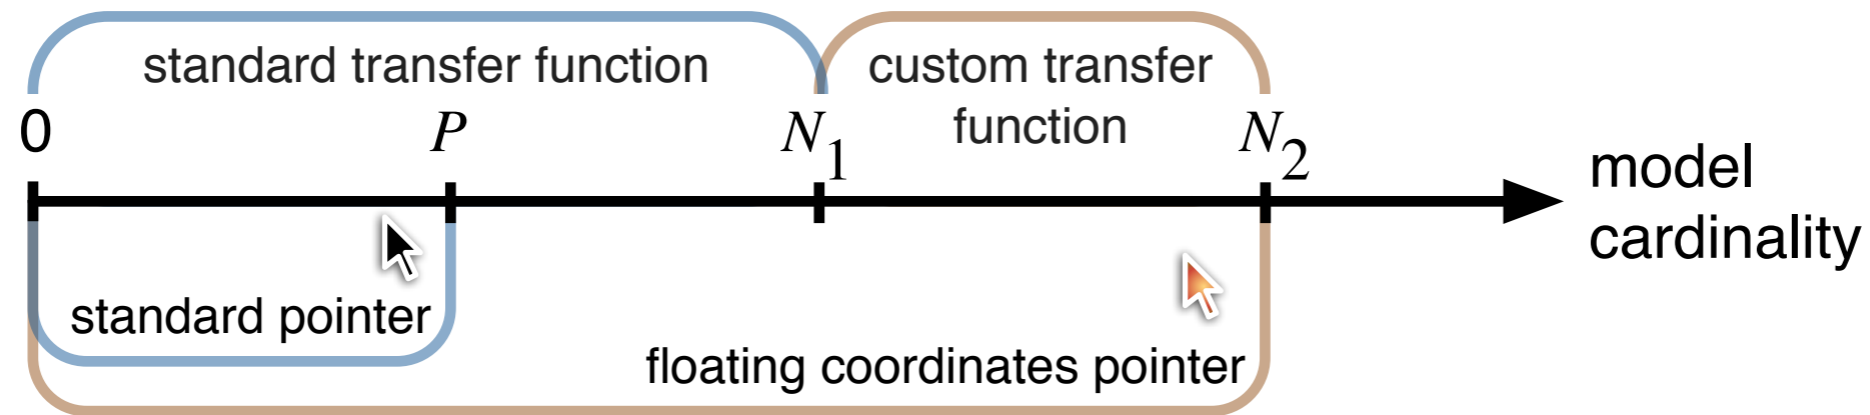 standard transfer function
custom transfer
function
0
P
N1
N2
model
cardinality
standard pointer
floating coordinates pointer